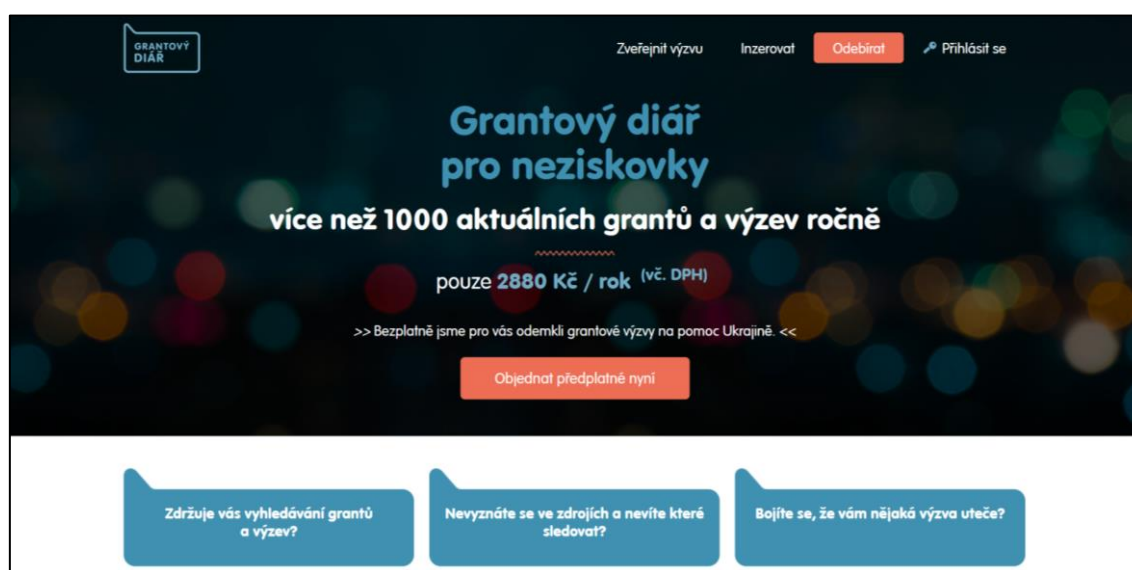 GRANTOVÝ
DIÁŘ
Zveřejnit výzvu Inzerovat Odebírat Přihlásit se
Grantový diář
pro neziskovky
více než 1000 aktuálních grantů a výzev ročně
pouze 2880 Kč / rok (vč. DPH)
>> Bezplatně jsme pro vás odemkli grantové výzvy na pomoc Ukrajině. <<
Objednat předplatné nyní
Zdržuje vás vyhledávání grantů
a výzev?
Nevyznáte se ve zdrojích a nevíte které
sledovat?
Bojíte se, že vám nějaká výzva uteče?